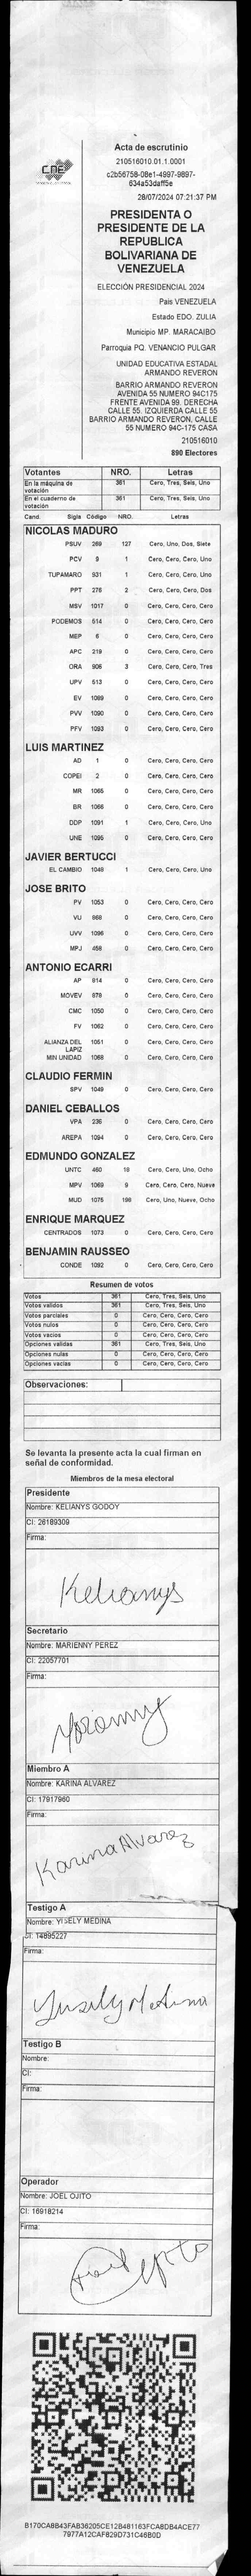 Acta de escrutinio
210516010.01.1.0001
c2b56758-08e1-4997-9897-
634a53daff5e
28/07/2024 07:21:37 PM
CNE
PRESIDENTA O
PRESIDENTE DE LA
REPUBLICA
BOLIVARIANA DE
VENEZUELA
ELECCIÓN PRESIDENCIAL 2024
Pais VENEZUELA
Estado EDO. ZULIA
Municipio MP. MARACAIBO
Parroquia PQ. VENANCIO PULGAR
UNIDAD EDUCATIVA ESTADAL
ARMANDO REVERON
BARRIO ARMANDO REVERON
AVENIDA 55 NUMERO 94C175
FRENTE AVENIDA 99. DERECHA
CALLE 55. IZQUIERDA CALLE 55
BARRIO ARMANDO REVERON, CALLE
55 NUMERO 94C-175 CASA
210516010
890 Electores
Votantes NRO. Letras
En la máquina de votación 361 Cero, Tres, Seis, Uno
En el cuaderno de votación 361 Cero, Tres, Seis, Uno
Cand. Sigla Código NRO. Letras
NICOLAS MADURO
PSUV 269 127 Cero, Uno, Dos, Siete
PCV 9 1 Cero, Cero, Cero, Uno
TUPAMARO 931 1 Cero, Cero, Cero, Uno
PPT 276 2 Cero, Cero, Cero, Dos
MSV 1017 0 Cero, Cero, Cero, Cero
PODEMOS 514 0 Cero, Cero, Cero, Cero
MEP 6 0 Cero, Cero, Cero, Cero
APC 219 0 Cero, Cero, Cero, Cero
ORA 906 3 Cero, Cero, Cero, Tres
UPV 513 0 Cero, Cero, Cero, Cero
EV 1089 0 Cero, Cero, Cero, Cero
PVV 1090 0 Cero, Cero, Cero, Cero
PFV 1093 0 Cero, Cero, Cero, Cero
LUIS MARTINEZ
AD 1 0 Cero, Cero, Cero, Cero
COPEI 2 0 Cero, Cero, Cero, Cero
MR 1065 0 Cero, Cero, Cero, Cero
BR 1066 0 Cero, Cero, Cero, Cero
DDP 1091 1 Cero, Cero, Cero, Uno
UNE 1095 0 Cero, Cero, Cero, Cero
JAVIER BERTUCCI
EL CAMBIO 1048 1 Cero, Cero, Cero, Uno
JOSE BRITO
PV 1053 0 Cero, Cero, Cero, Cero
VU 868 0 Cero, Cero, Cero, Cero
UVV 1096 0 Cero, Cero, Cero, Cero
MPJ 458 0 Cero, Cero, Cero, Cero
ANTONIO ECARRI
AP 814 0 Cero, Cero, Cero, Cero
MOVEV 879 0 Cero, Cero, Cero, Cero
CMC 1050 0 Cero, Cero, Cero, Cero
FV 1062 0 Cero, Cero, Cero, Cero
ALIANZA DEL LAPIZ 1051 0 Cero, Cero, Cero, Cero
MIN UNIDAD 1068 0 Cero, Cero, Cero, Cero
CLAUDIO FERMIN
SPV 1049 0 Cero, Cero, Cero, Cero
DANIEL CEBALLOS
VPA 236 0 Cero, Cero, Cero, Cero
AREPA 1094 0 Cero, Cero, Cero, Cero
EDMUNDO GONZALEZ
UNTC 460 18 Cero, Cero, Uno, Ocho
MPV 1069 9 Cero, Cero, Cero, Nueve
MUD 1075 198 Cero, Uno, Nueve, Ocho
ENRIQUE MARQUEZ
CENTRADOS 1073 0 Cero, Cero, Cero, Cero
BENJAMIN RAUSSEO
CONDE 1092 0 Cero, Cero, Cero, Cero
Resumen de votos
Votos 361 Cero, Tres, Seis, Uno
Votos válidos 361 Cero, Tres, Seis, Uno
Votos parciales 0 Cero, Cero, Cero, Cero
Votos nulos 0 Cero, Cero, Cero, Cero
Votos vacíos 0 Cero, Cero, Cero, Cero
Opciones válidas 361 Cero, Tres, Seis, Uno
Opciones nulas 0 Cero, Cero, Cero, Cero
Opciones vacías 0 Cero, Cero, Cero, Cero
Observaciones:
Se levanta la presente acta la cual firman en
señal de conformidad.
Miembros de la mesa electoral
Presidente
Nombre: KELIANYS GODOY
CI: 26189309
Firma:
Kelianys
Secretario
Nombre: MARIENNY PEREZ
CI: 22057701
Firma:
Miembro A
Nombre: KARINA ALVAREZ
CI: 17917960
Firma:
Karina Alvarez
Testigo A
Nombre: YISELY MEDINA
CI: 14895227
Firma:
Testigo B
Nombre:
CI:
Firma:
Operador
Nombre: JOEL OJITO
CI: 16918214
Firma:
B170CA8B43FAB36205CE12B481163FCA8DB4ACE77
7977A12CAF829D731C46B0D